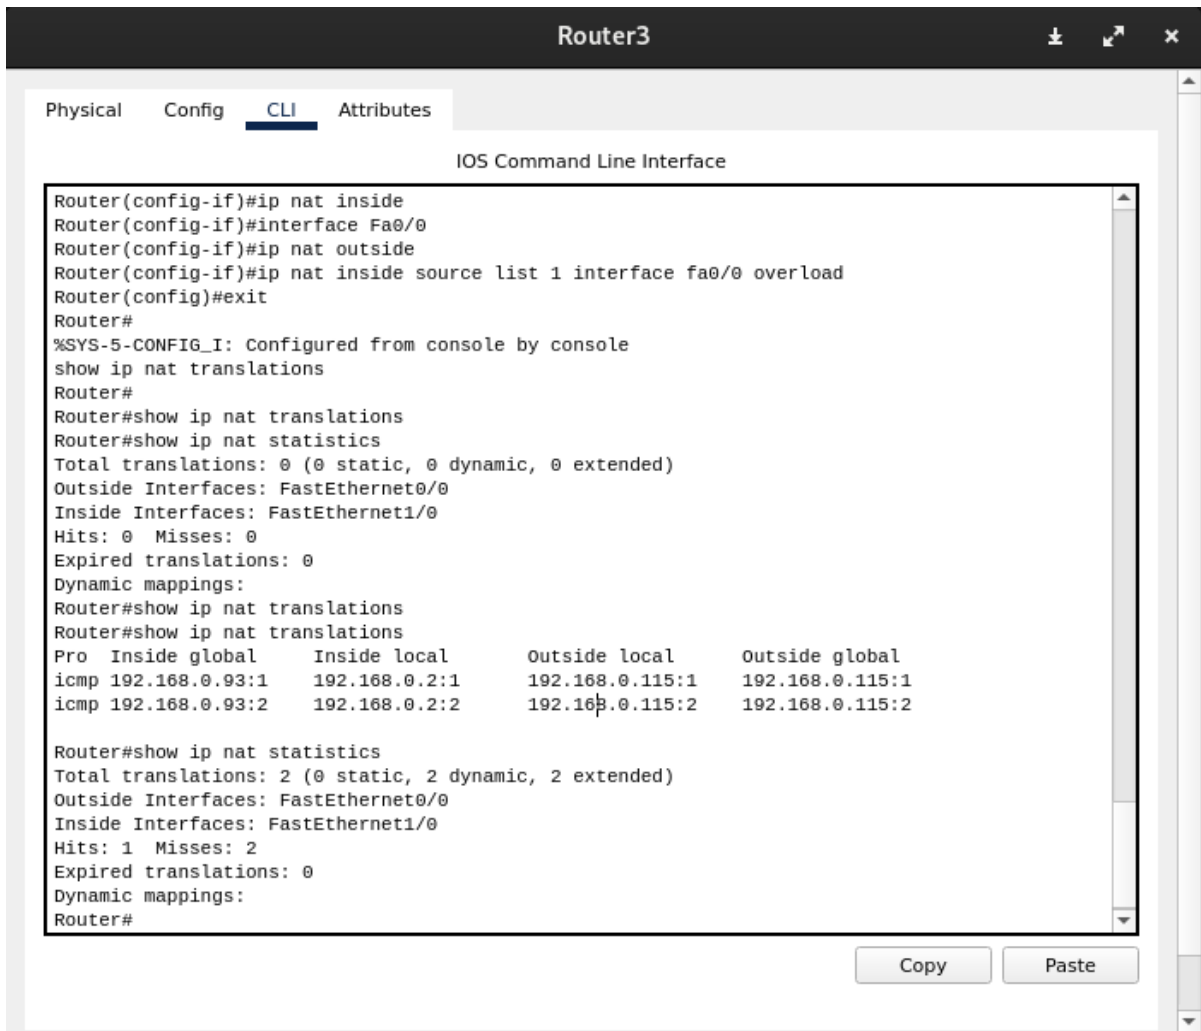 Router3
Physical Config CLI Attributes
IOS Command Line Interface
Router(config-if)#ip nat inside
Router(config-if)#interface Fa0/0
Router(config-if)#ip nat outside
Router(config-if)#ip nat inside source list 1 interface fa0/0 overload
Router(config)#exit
Router#
%SYS-5-CONFIG_I: Configured from console by console
show ip nat translations
Router#
Router#show ip nat translations
Router#show ip nat statistics
Total translations: 0 (0 static, 0 dynamic, 0 extended)
Outside Interfaces: FastEthernet0/0
Inside Interfaces: FastEthernet1/0
Hits: 0  Misses: 0
Expired translations: 0
Dynamic mappings:
Router#show ip nat translations
Router#show ip nat translations
Pro  Inside global     Inside local       Outside local      Outside global
icmp 192.168.0.93:1    192.168.0.2:1      192.168.0.115:1    192.168.0.115:1
icmp 192.168.0.93:2    192.168.0.2:2      192.168.0.115:2    192.168.0.115:2
Router#show ip nat statistics
Total translations: 2 (0 static, 2 dynamic, 2 extended)
Outside Interfaces: FastEthernet0/0
Inside Interfaces: FastEthernet1/0
Hits: 1  Misses: 2
Expired translations: 0
Dynamic mappings:
Router#
Copy Paste